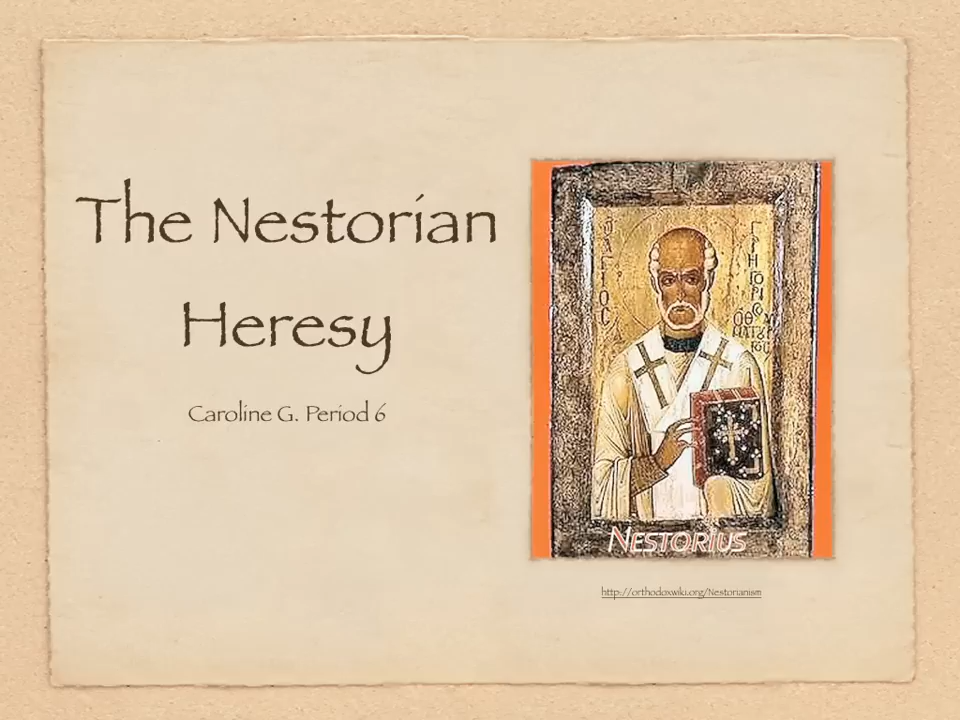 The Nestorian
Heresy
Caroline G. Period 6
NESTORIUS
http://orthodoxwiki.org/Nestorianism